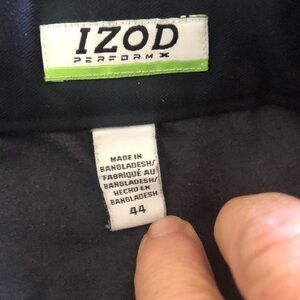 IZOD
PERFORM X
MADE IN
BANGLADESH/
FABRIQUÉ AU
BANGLADESH/
HECHO EN
BANGLADESH
44